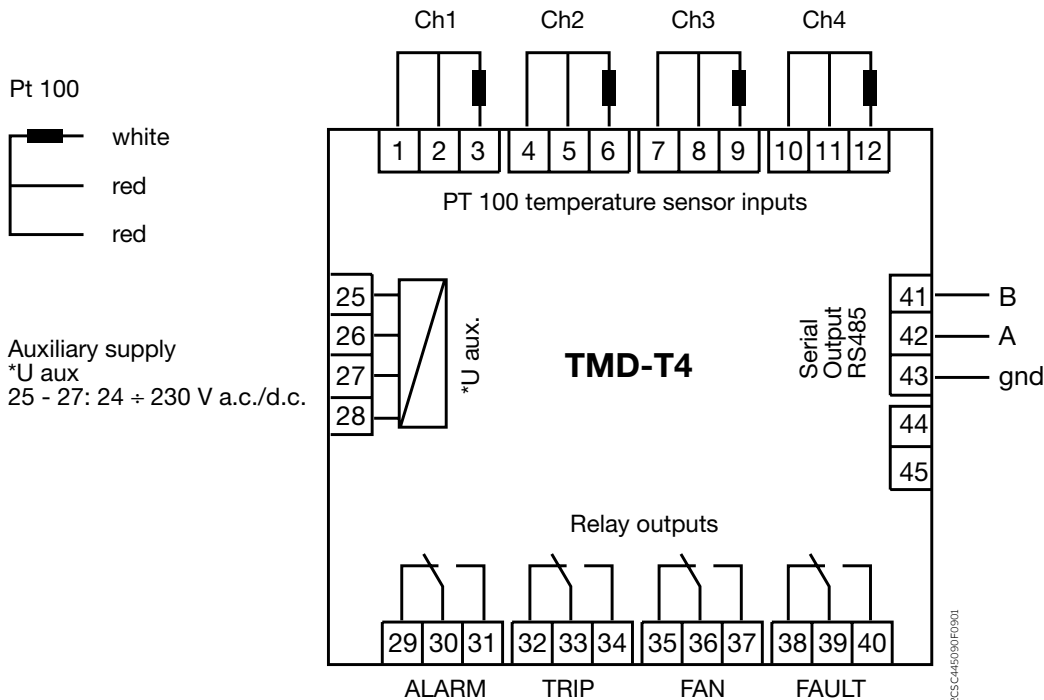 Ch1 Ch2 Ch3 Ch4
Pt 100
white
red
red
1 2 3 4 5 6 7 8 9 10 11 12
PT 100 temperature sensor inputs
Auxiliary supply
*U aux
25 - 27: 24 ÷ 230 V a.c./d.c.
25
26
27
28
*U aux.
TMD-T4
Serial
Output
RS485
41 B
42 A
43 gnd
44
45
Relay outputs
29 30 31 32 33 34 35 36 37 38 39 40
ALARM TRIP FAN FAULT
2CSC445090F0901